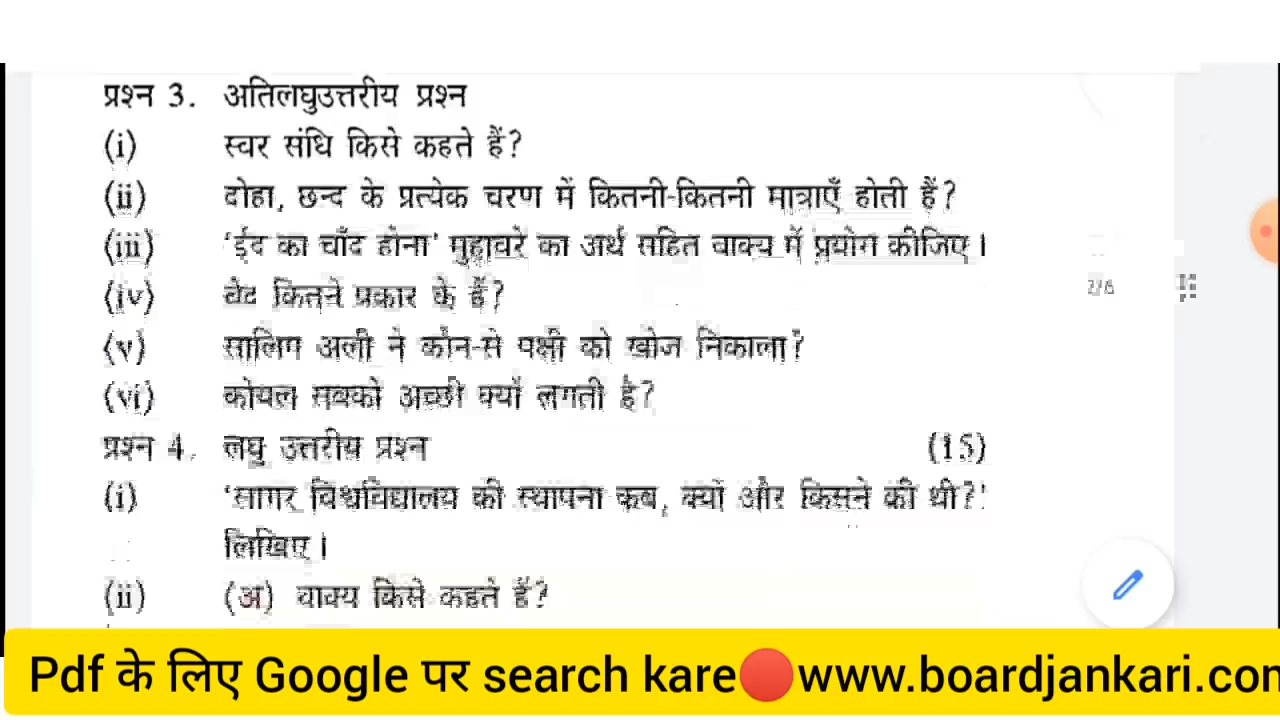 प्रश्न 3. अतिलघुउत्तरीय प्रश्न
(i) स्वर संधि किसे कहते हैं?
(ii) दोहा, छन्द के प्रत्येक चरण में कितनी-कितनी मात्राएँ होती हैं?
(iii) 'ईद का चाँद होना' मुहावरे का अर्थ सहित वाक्य में प्रयोग कीजिए।
(iv) वेद कितने प्रकार के हैं?
(v) सालिम अली ने कौन-से पक्षी को खोज निकाला?
(vi) कोयल सबको अच्छी क्यों लगती है?
प्रश्न 4. लघु उत्तरीय प्रश्न (15)
(i) 'सागर विश्वविद्यालय की स्थापना कब, क्यों और किसने की थी?'
लिखिए।
(ii) (अ) वाक्य किसे कहते हैं?
2/6
Pdf के लिए Google पर search kare www.boardjankari.com